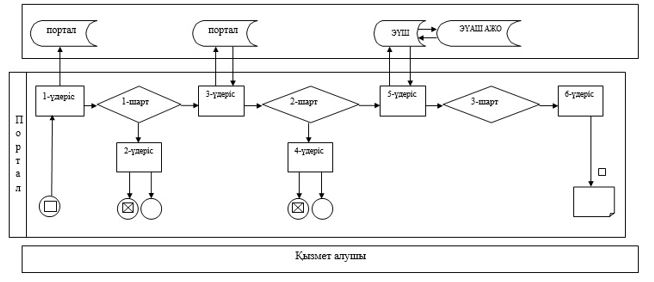 портал
портал
ЭҮШ
ЭҮАШ АЖО
Портал
1-үдеріс
1-шарт
3-үдеріс
2-шарт
5-үдеріс
3-шарт
6-үдеріс
2-үдеріс
4-үдеріс
Қызмет алушы